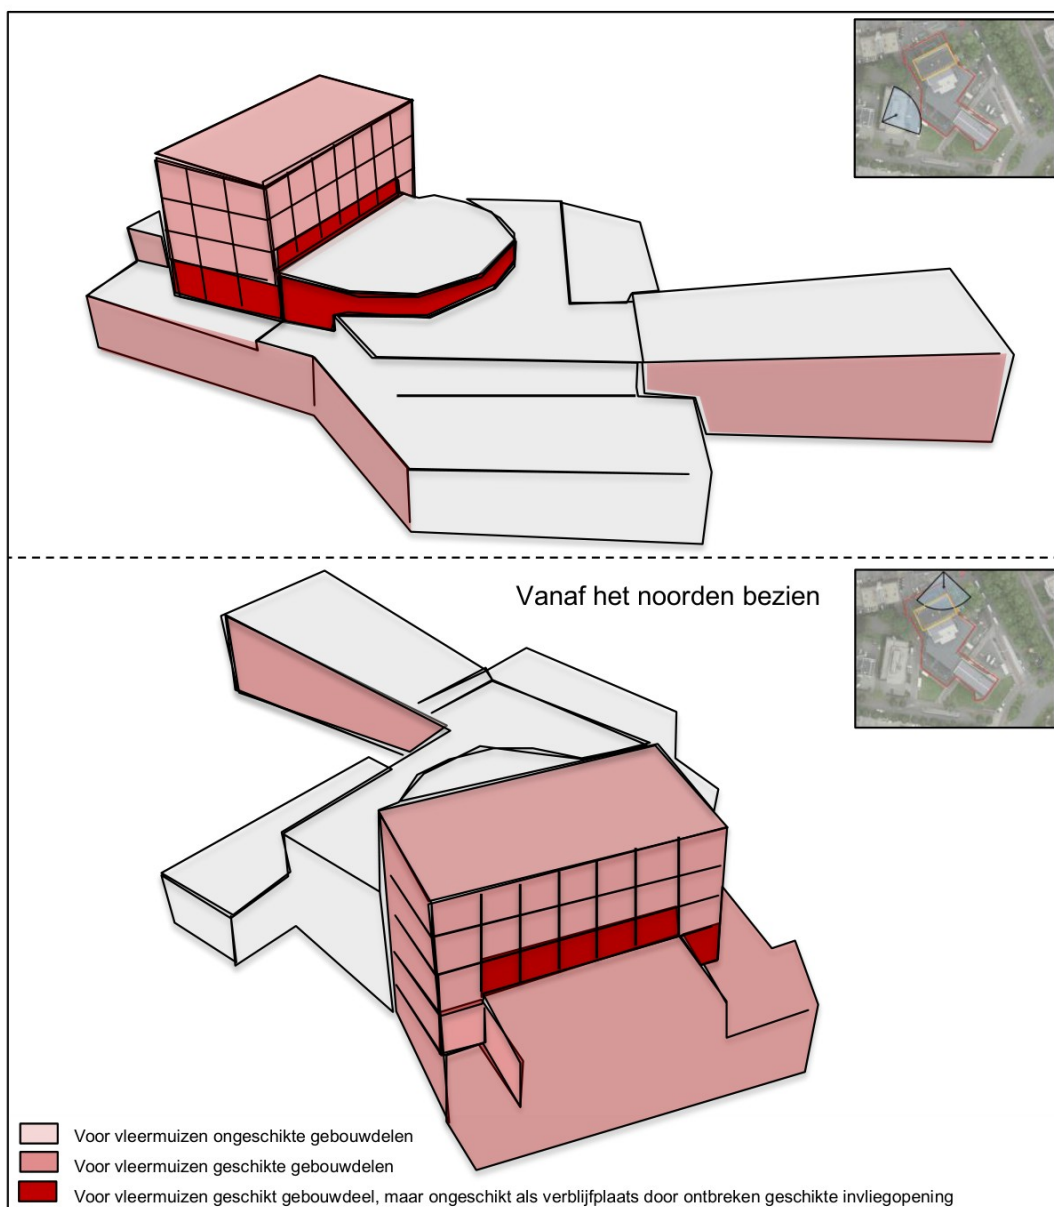 Vanaf het noorden bezien
Voor vleermuizen ongeschikte gebouwdelen
Voor vleermuizen geschikte gebouwdelen
Voor vleermuizen geschikt gebouwdeel, maar ongeschikt als verblijfplaats door ontbreken geschikte invliegopening